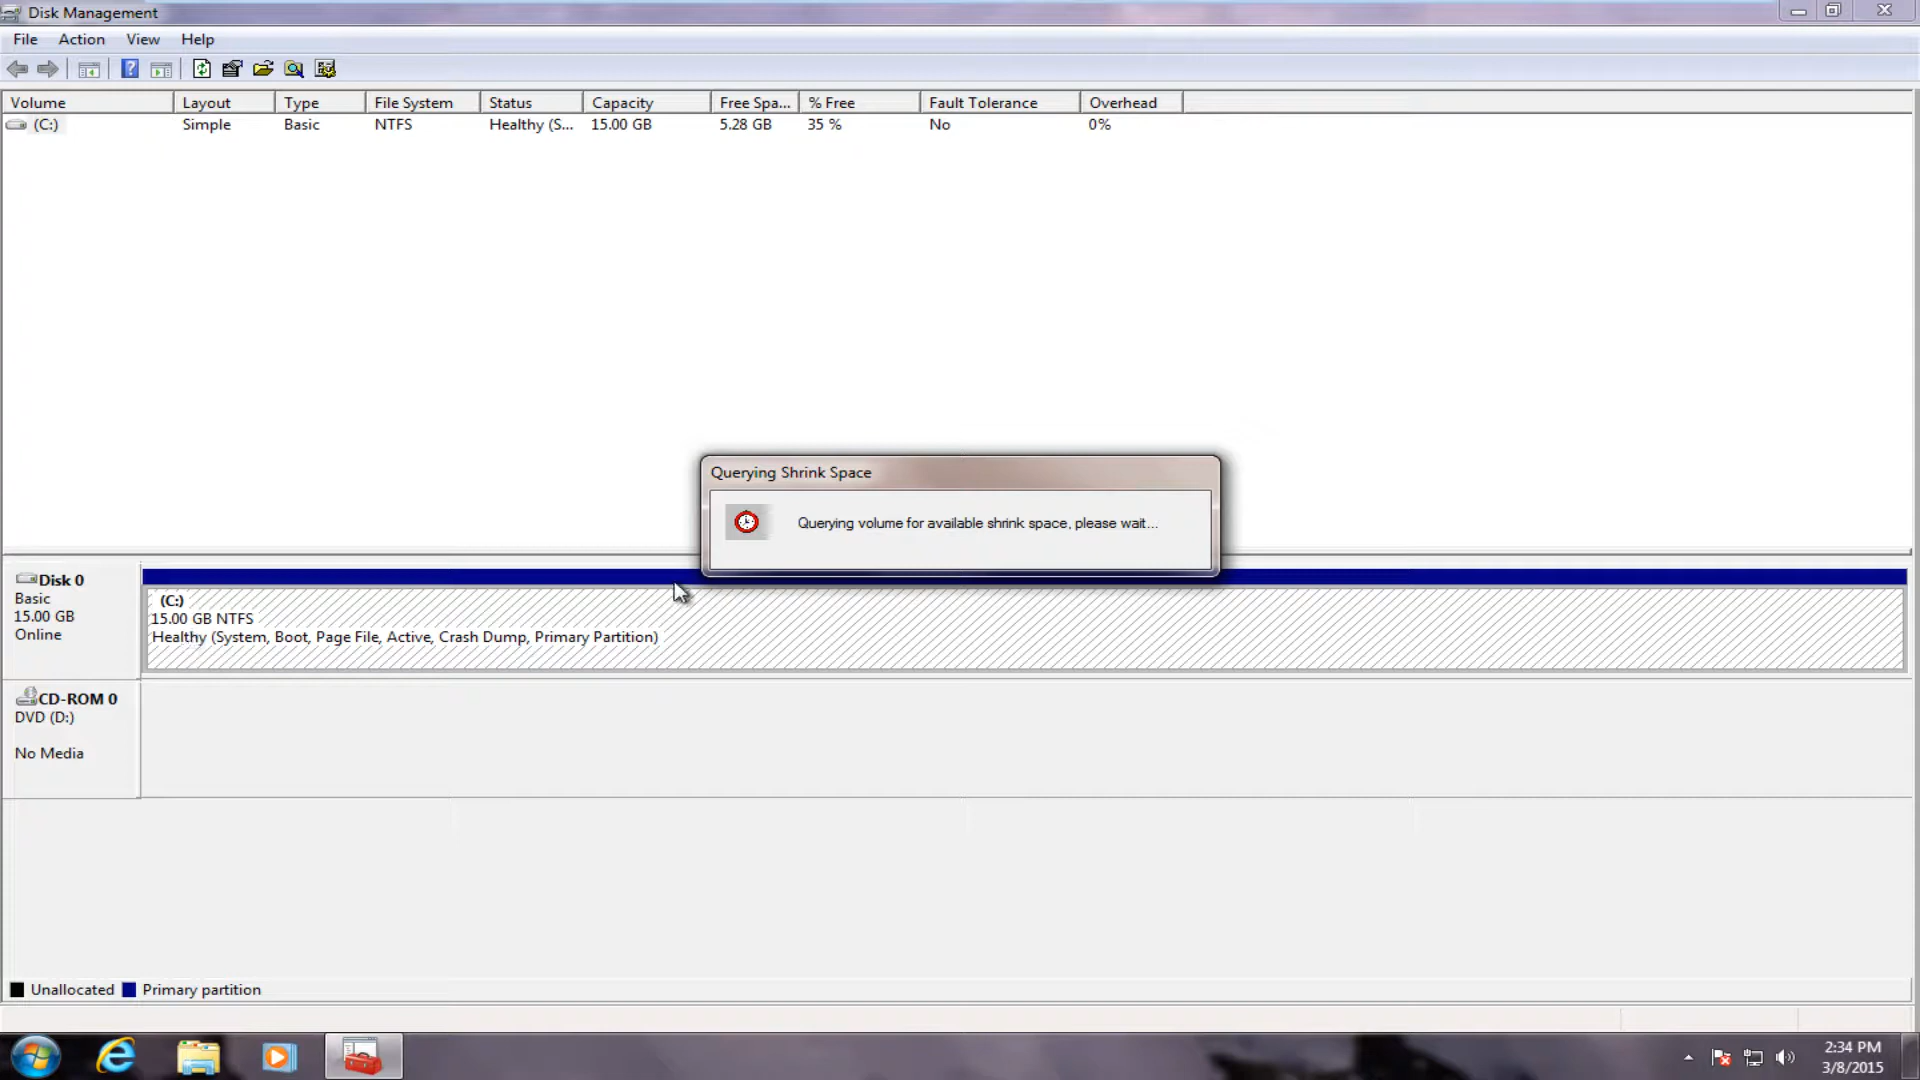 Disk Management
File Action View Help
Volume Layout Type File System Status Capacity Free Spa... % Free Fault Tolerance Overhead
(C:) Simple Basic NTFS Healthy (S... 15.00 GB 5.28 GB 35 % No 0%
Querying Shrink Space
Querying volume for available shrink space, please wait...
Disk 0
Basic
15.00 GB
Online
(C:)
15.00 GB NTFS
Healthy (System, Boot, Page File, Active, Crash Dump, Primary Partition)
CD-ROM 0
DVD (D:)
No Media
Unallocated Primary partition
2:34 PM
3/8/2015